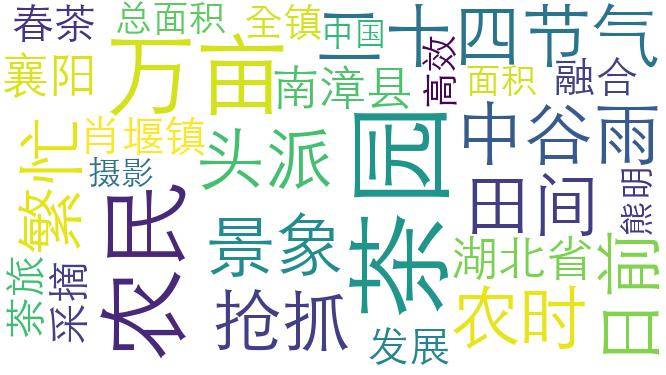 春茶
总面积
全镇
中国
二十四节气
襄阳
万亩
南漳县
高效
面积
融合
繁忙
肖堰镇
摄影
头派
茶园
中谷雨
田间
熊明
农民
景象
湖北省
日前
茶旅
采摘
抢抓
农时
发展